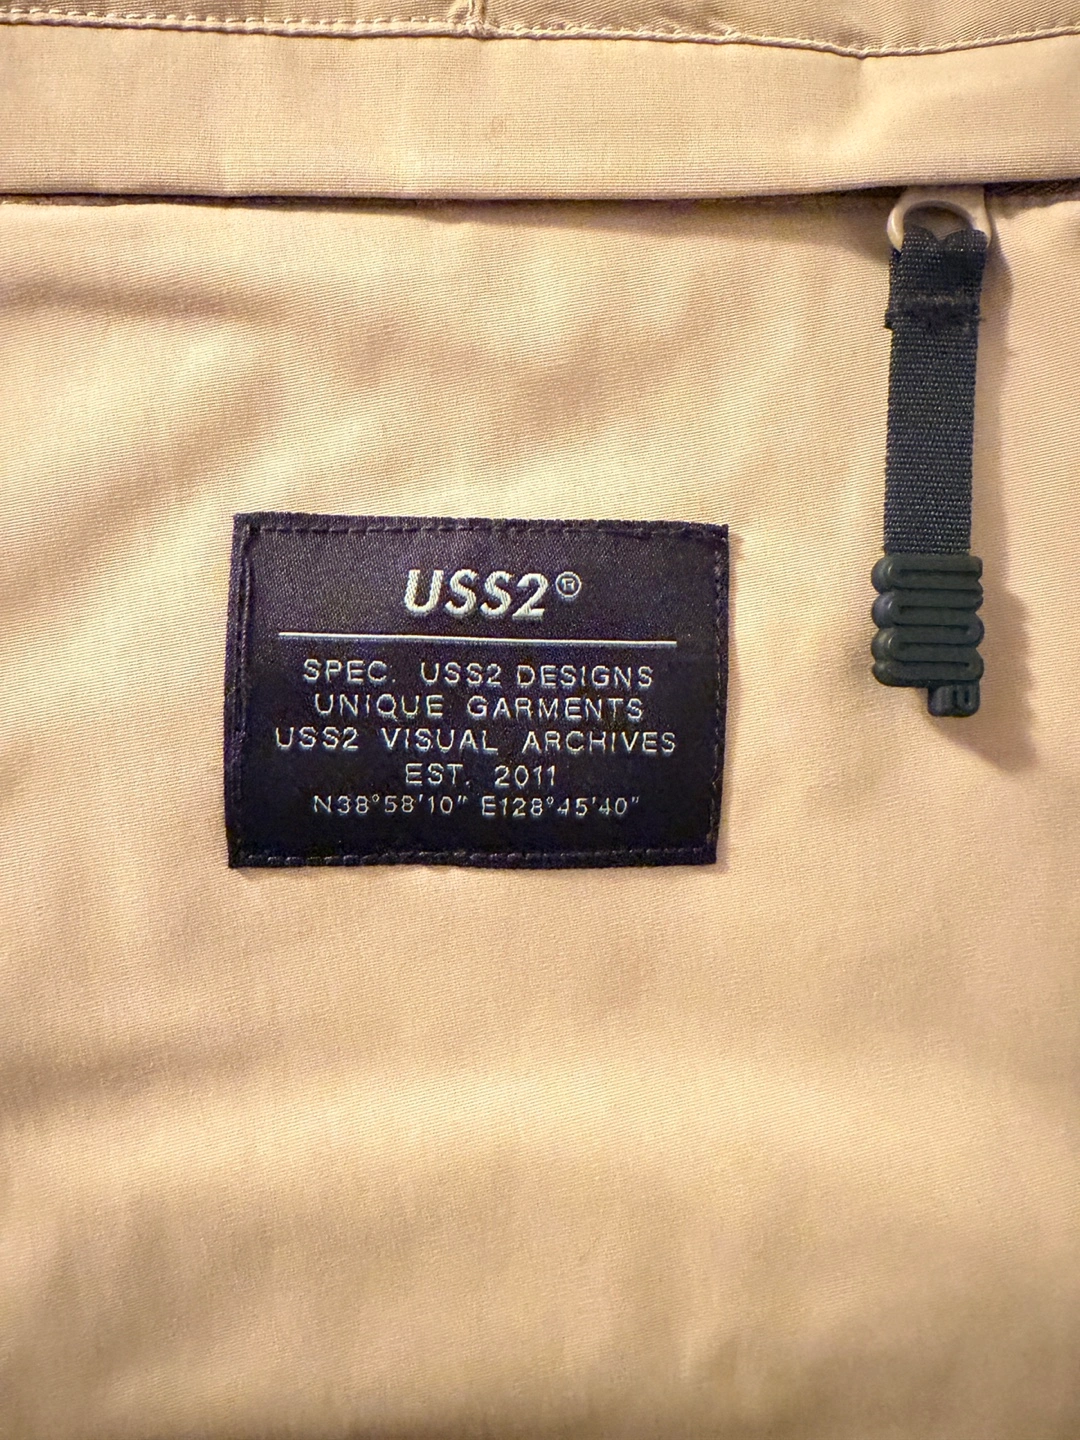 USS2®
SPEC. USS2 DESIGNS
UNIQUE GARMENTS
USS2 VISUAL ARCHIVES
EST. 2011
N38°58'10" E128°45'40"